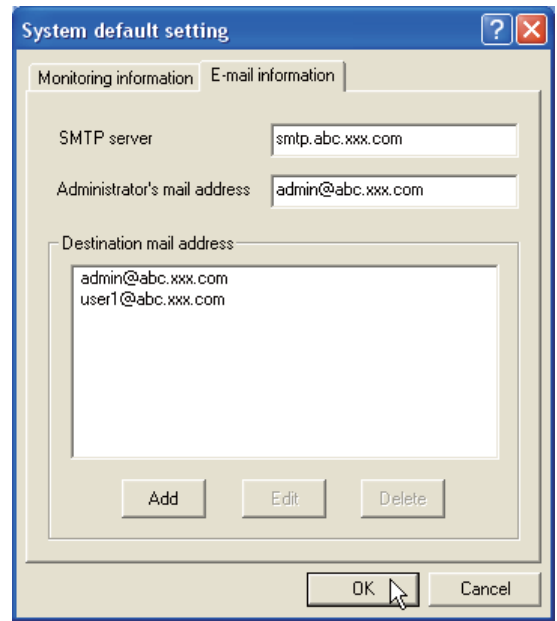 System default setting
?
Monitoring information E-mail information
SMTP server smtp.abc.xxx.com
Administrator's mail address admin@abc.xxx.com
Destination mail address
admin@abc.xxx.com
user1@abc.xxx.com
Add Edit Delete
OK Cancel